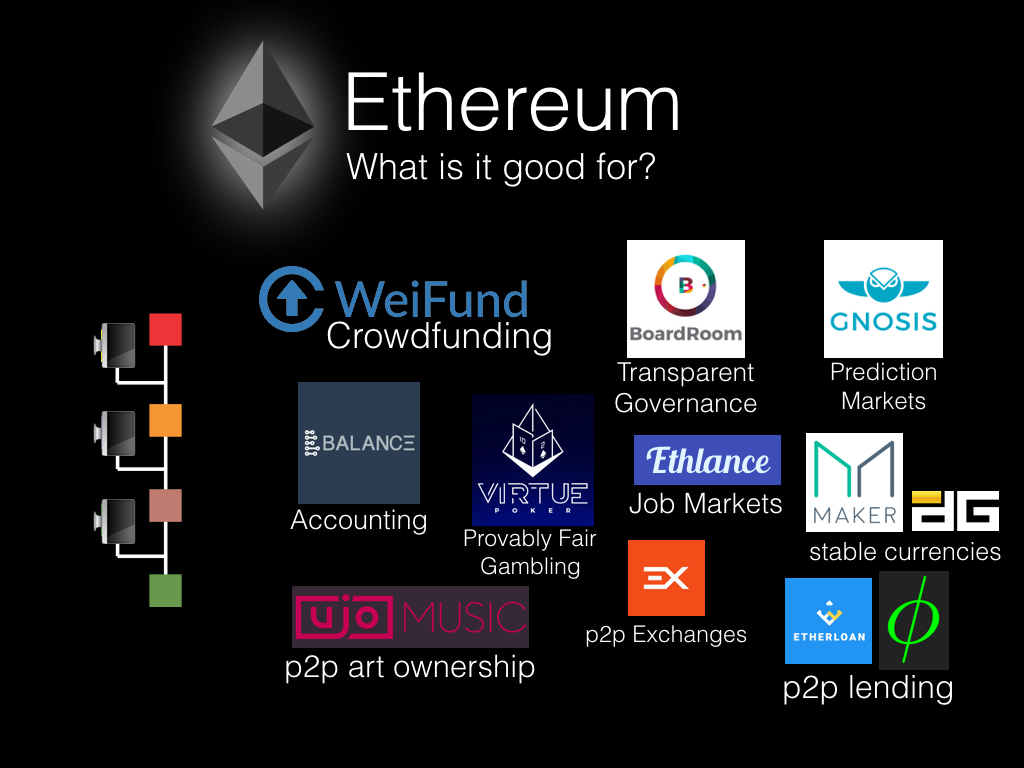 Ethereum
What is it good for?
WeiFund
Crowdfunding
BoardRoom
Transparent
Governance
GNOSIS
Prediction
Markets
BALANCE
Accounting
VIRTUE
POKER
Provably Fair
Gambling
Ethlance
Job Markets
MAKER
DG
stable currencies
EX
p2p Exchanges
ujo MUSIC
p2p art ownership
ETHERLOAN
p2p lending